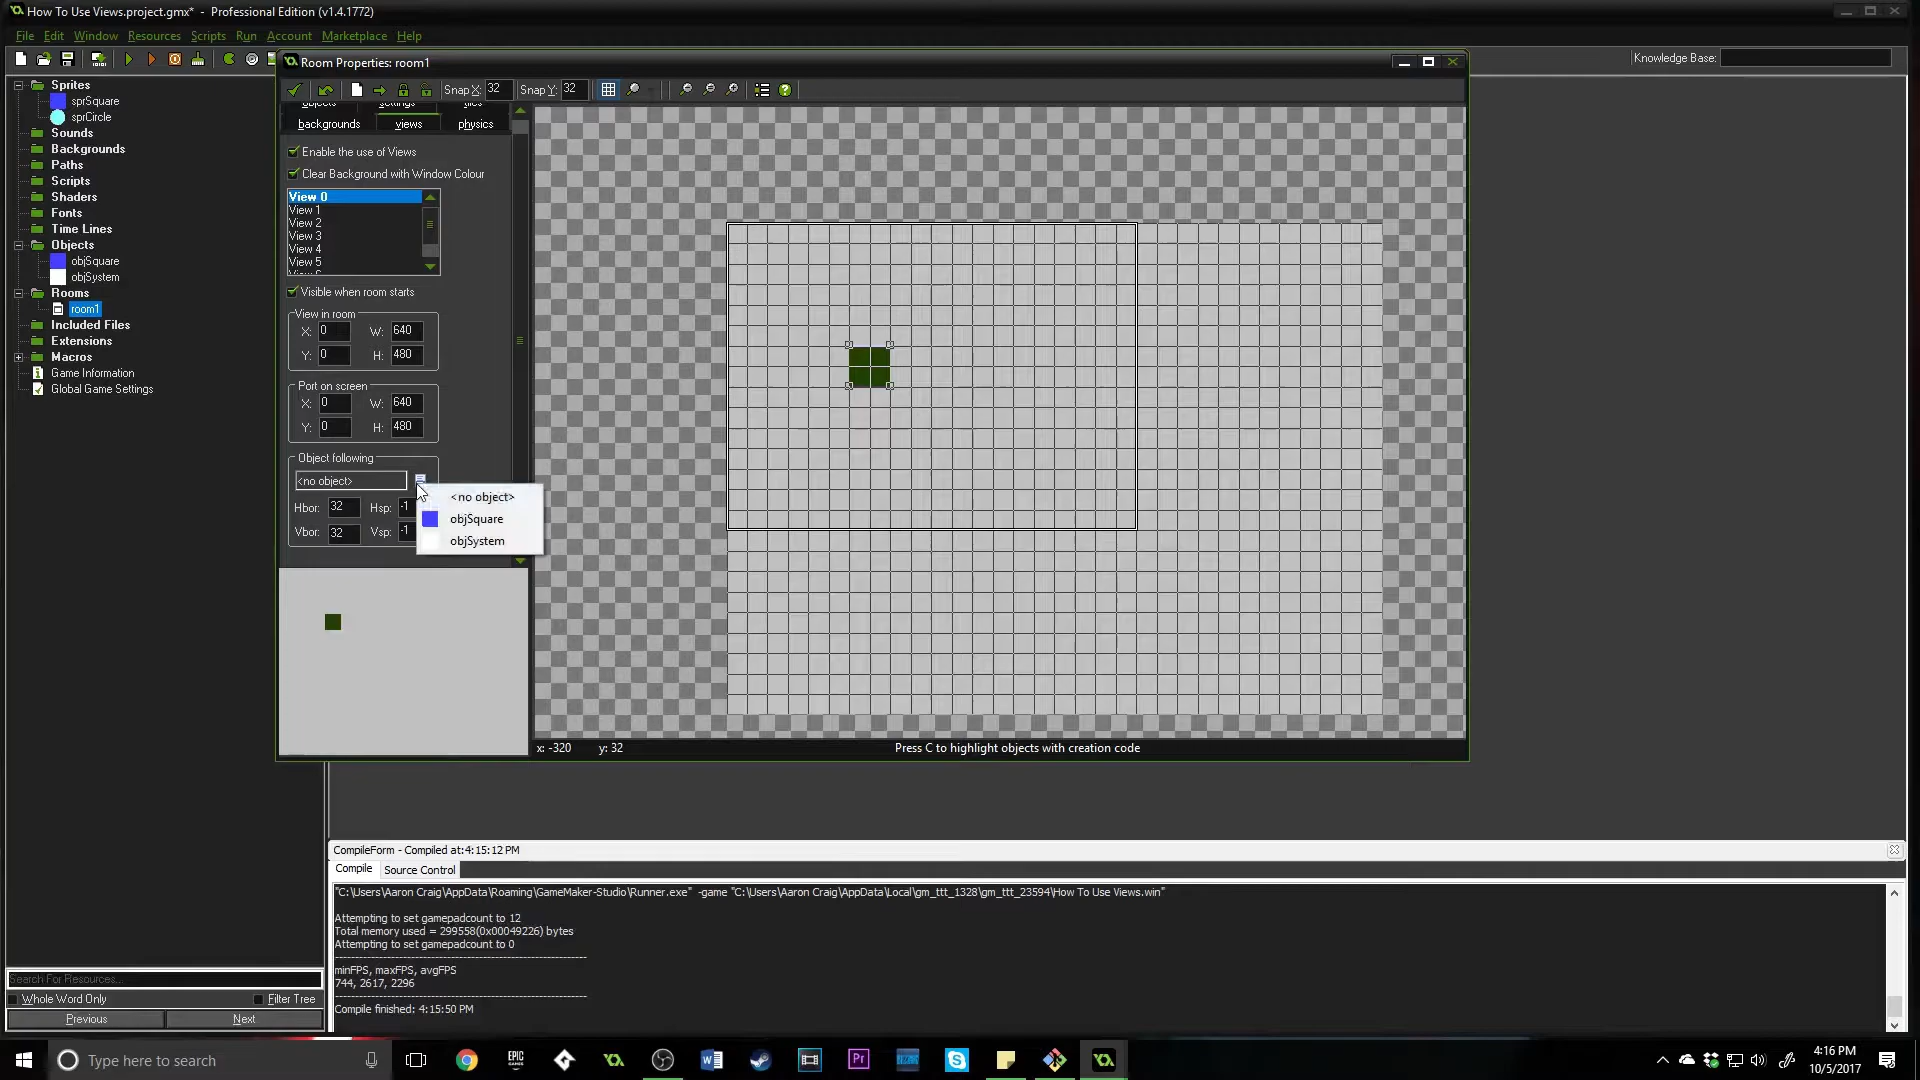 How To Use Views.project.gmx* - Professional Edition (v1.4.1772)
File Edit Window Resources Scripts Run Account Marketplace Help
Knowledge Base:
Room Properties: room1
Snap X: 32 Snap Y: 32
objects settings tiles
backgrounds views physics
Sprites
sprSquare
sprCircle
Sounds
Backgrounds
Paths
Scripts
Shaders
Fonts
Time Lines
Objects
objSquare
objSystem
Rooms
room1
Included Files
Extensions
Macros
Game Information
Global Game Settings
Enable the use of Views
Clear Background with Window Colour
View 0
View 1
View 2
View 3
View 4
View 5
Visible when room starts
View in room
X: 0 W: 640
Y: 0 H: 480
Port on screen
X: 0 W: 640
Y: 0 H: 480
Object following
<no object>
Hbor: 32 Hsp: -1
Vbor: 32 Vsp: -1
<no object>
objSquare
objSystem
x: -320 y: 32 Press C to highlight objects with creation code
CompileForm - Compiled at:4:15:12 PM
Compile Source Control
"C:\Users\Aaron Craig\AppData\Roaming\GameMaker-Studio\Runner.exe" -game "C:\Users\Aaron Craig\AppData\Local\gm_ttt_1328\gm_ttt_23594\How To Use Views.win"
Attempting to set gamepadcount to 12
Total memory used = 299558(0x00049226) bytes
Attempting to set gamepadcount to 0
minFPS, maxFPS, avgFPS
744, 2617, 2296
Compile finished: 4:15:50 PM
Search For Resources...
Whole Word Only Filter Tree
Previous Next
Type here to search
EPIC GAMES
Pr
4:16 PM
10/5/2017